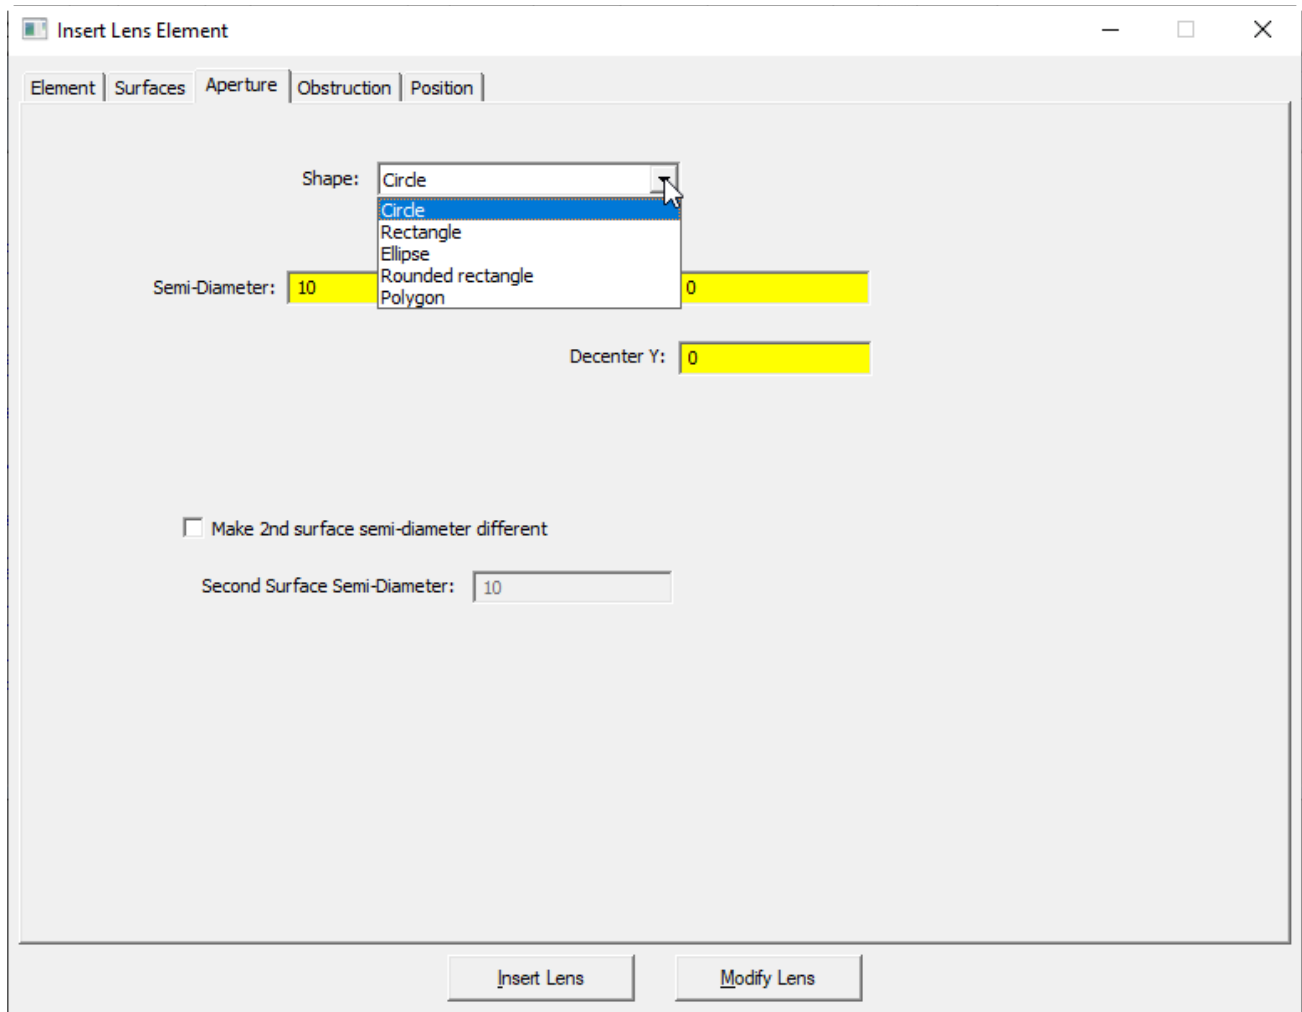 Insert Lens Element
Element Surfaces Aperture Obstruction Position
Shape: Circle
Circle
Rectangle
Ellipse
Rounded rectangle
Polygon
Semi-Diameter: 10 0
Decenter Y: 0
Make 2nd surface semi-diameter different
Second Surface Semi-Diameter: 10
Insert Lens Modify Lens